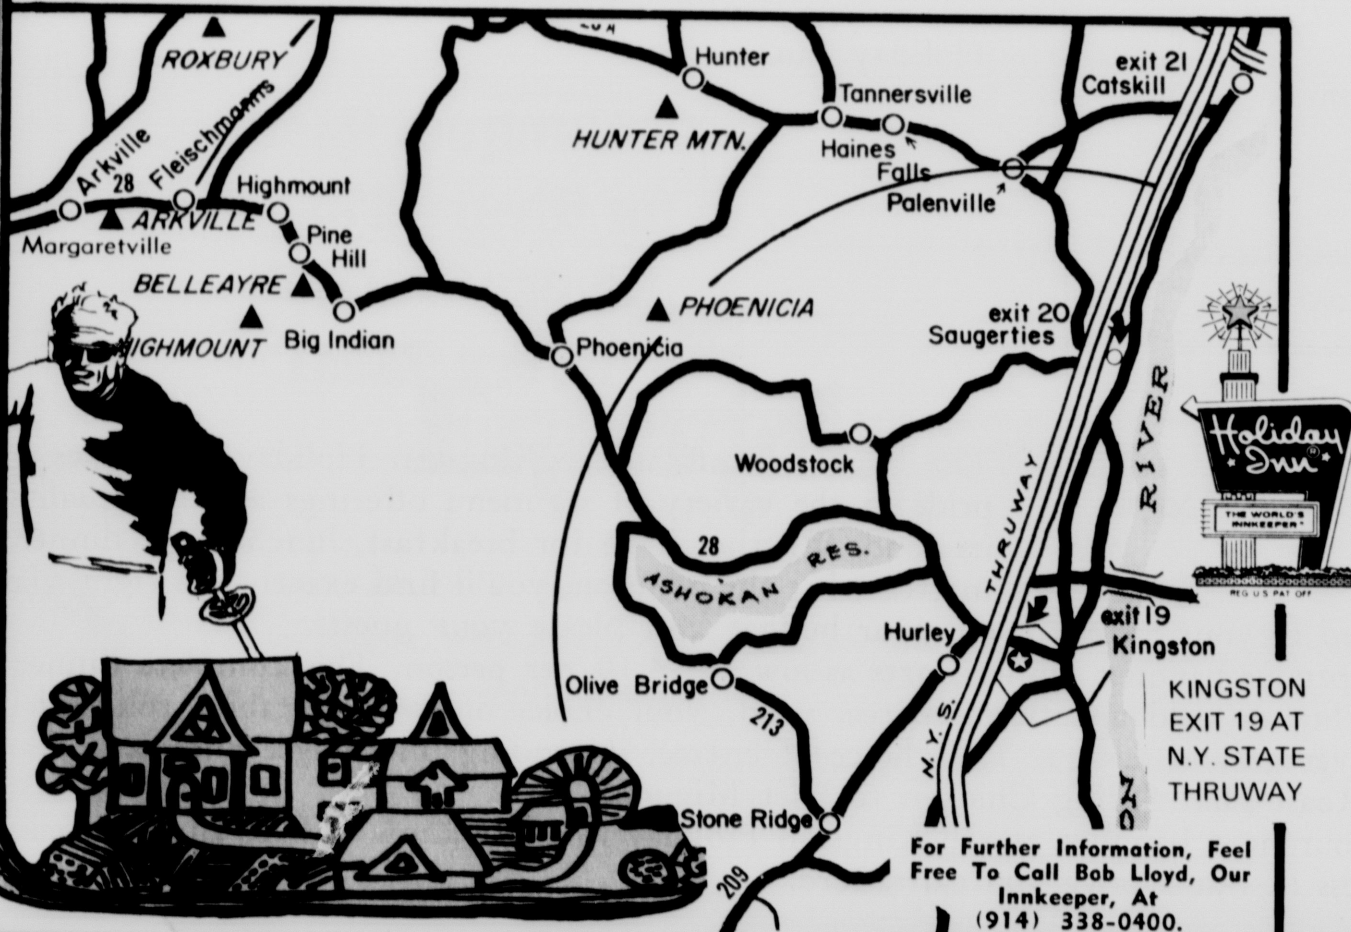 ROXBURY
Hunter
exit 21
Catskill
Tannersville
Fleischmanns
HUNTER MTN.
Haines
Falls
Arkville
28
Highmount
Palenville
ARKVILLE
Margaretville
Pine
Hill
BELLEAYRE
PHOENICIA
exit 20
Saugerties
HIGHMOUNT
Big Indian
Phoenicia
RIVER
Holiday
Inn®
Woodstock
THE WORLD'S
INNKEEPER
THRUWAY
28
ASHOKAN RES.
REG U S PAT OFF
exit 19
Kingston
Hurley
Olive Bridge
213
N.Y.S.
KINGSTON
EXIT 19 AT
N.Y. STATE
THRUWAY
Stone Ridge
209
For Further Information, Feel
Free To Call Bob Lloyd, Our
Innkeeper, At
(914) 338-0400.